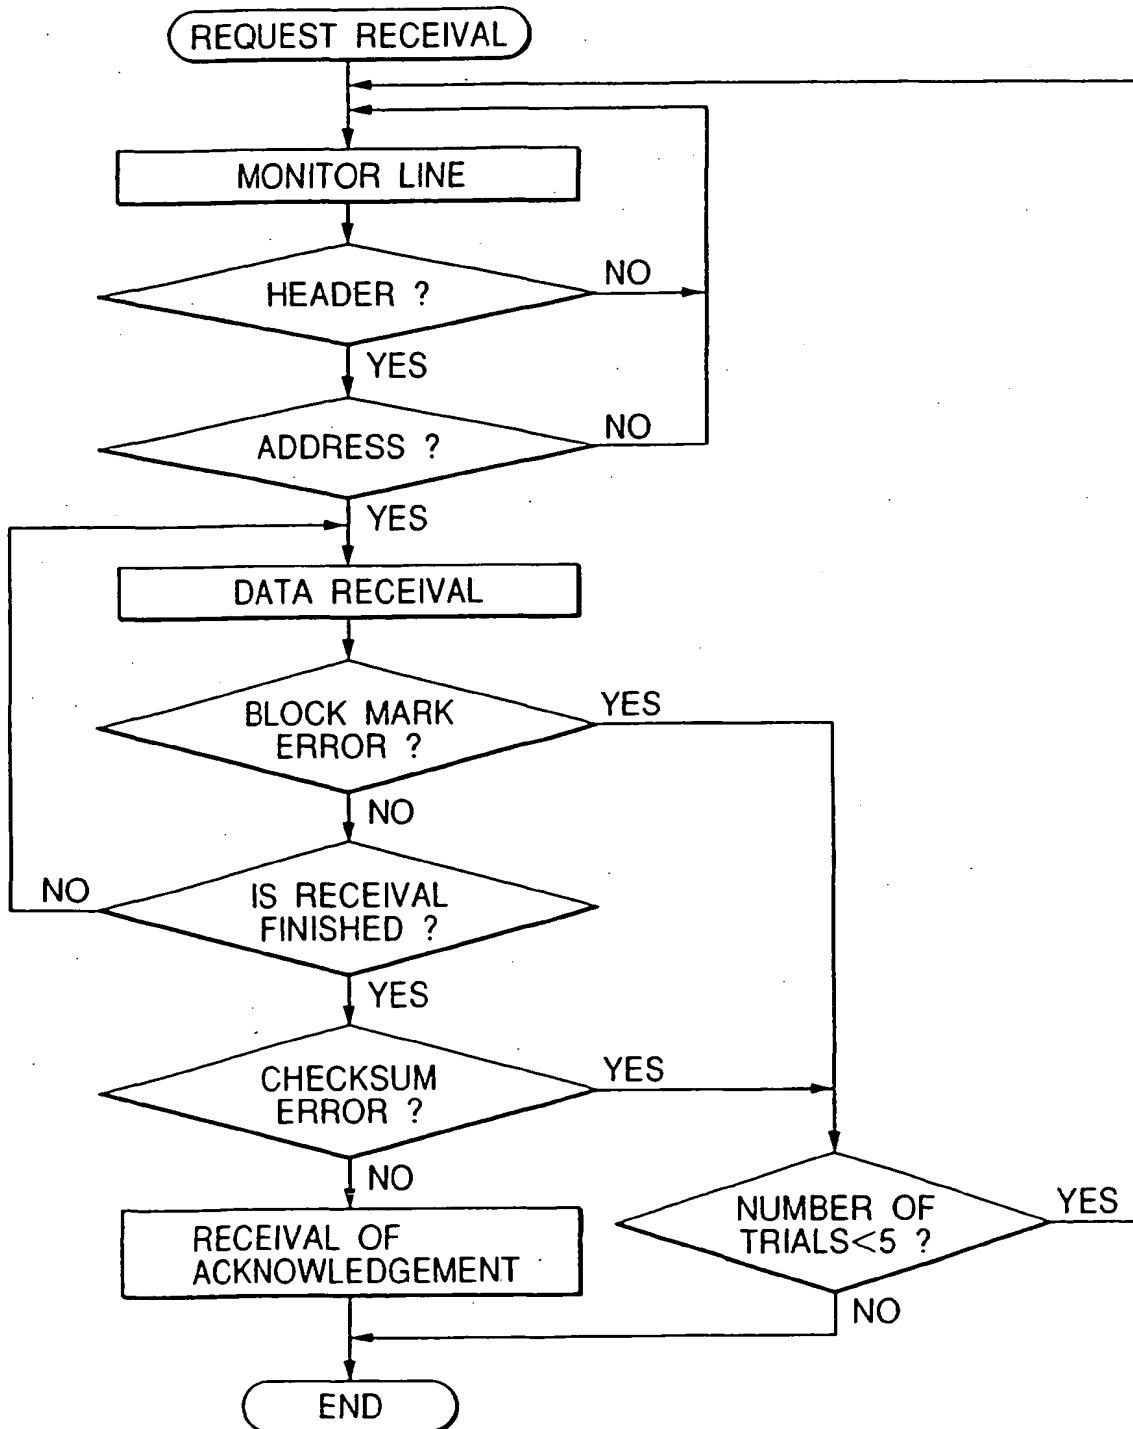 REQUEST RECEIVAL
MONITOR LINE
HEADER ?
NO
YES
ADDRESS ?
NO
YES
DATA RECEIVAL
BLOCK MARK
ERROR ?
YES
NO
IS RECEIVAL
FINISHED ?
NO
YES
CHECKSUM
ERROR ?
YES
NO
RECEIVAL OF
ACKNOWLEDGEMENT
NUMBER OF
TRIALS<5 ?
YES
NO
END